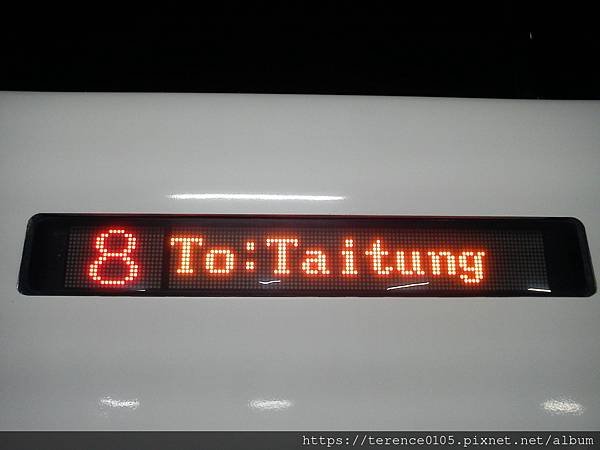 8 To:Taitung
https://terence0105.pixnet.net/album